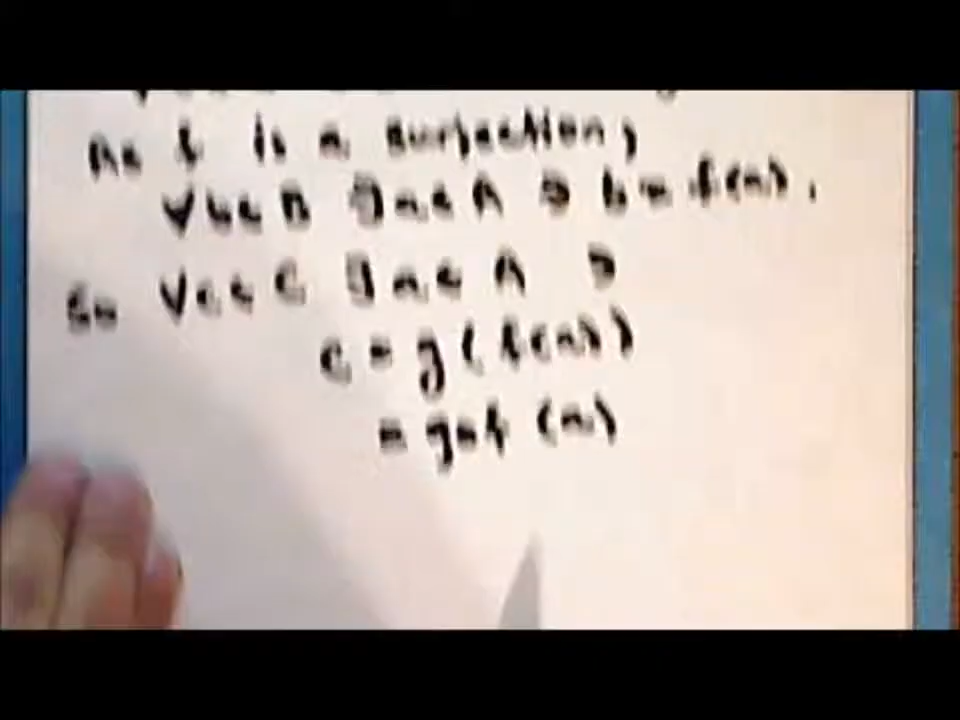 As f is a surjection,
∀b∈B ∃a∈A ∋ b = f(a).
So ∀c∈C ∃a∈A ∋
c = g(f(a))
= g∘f (a)